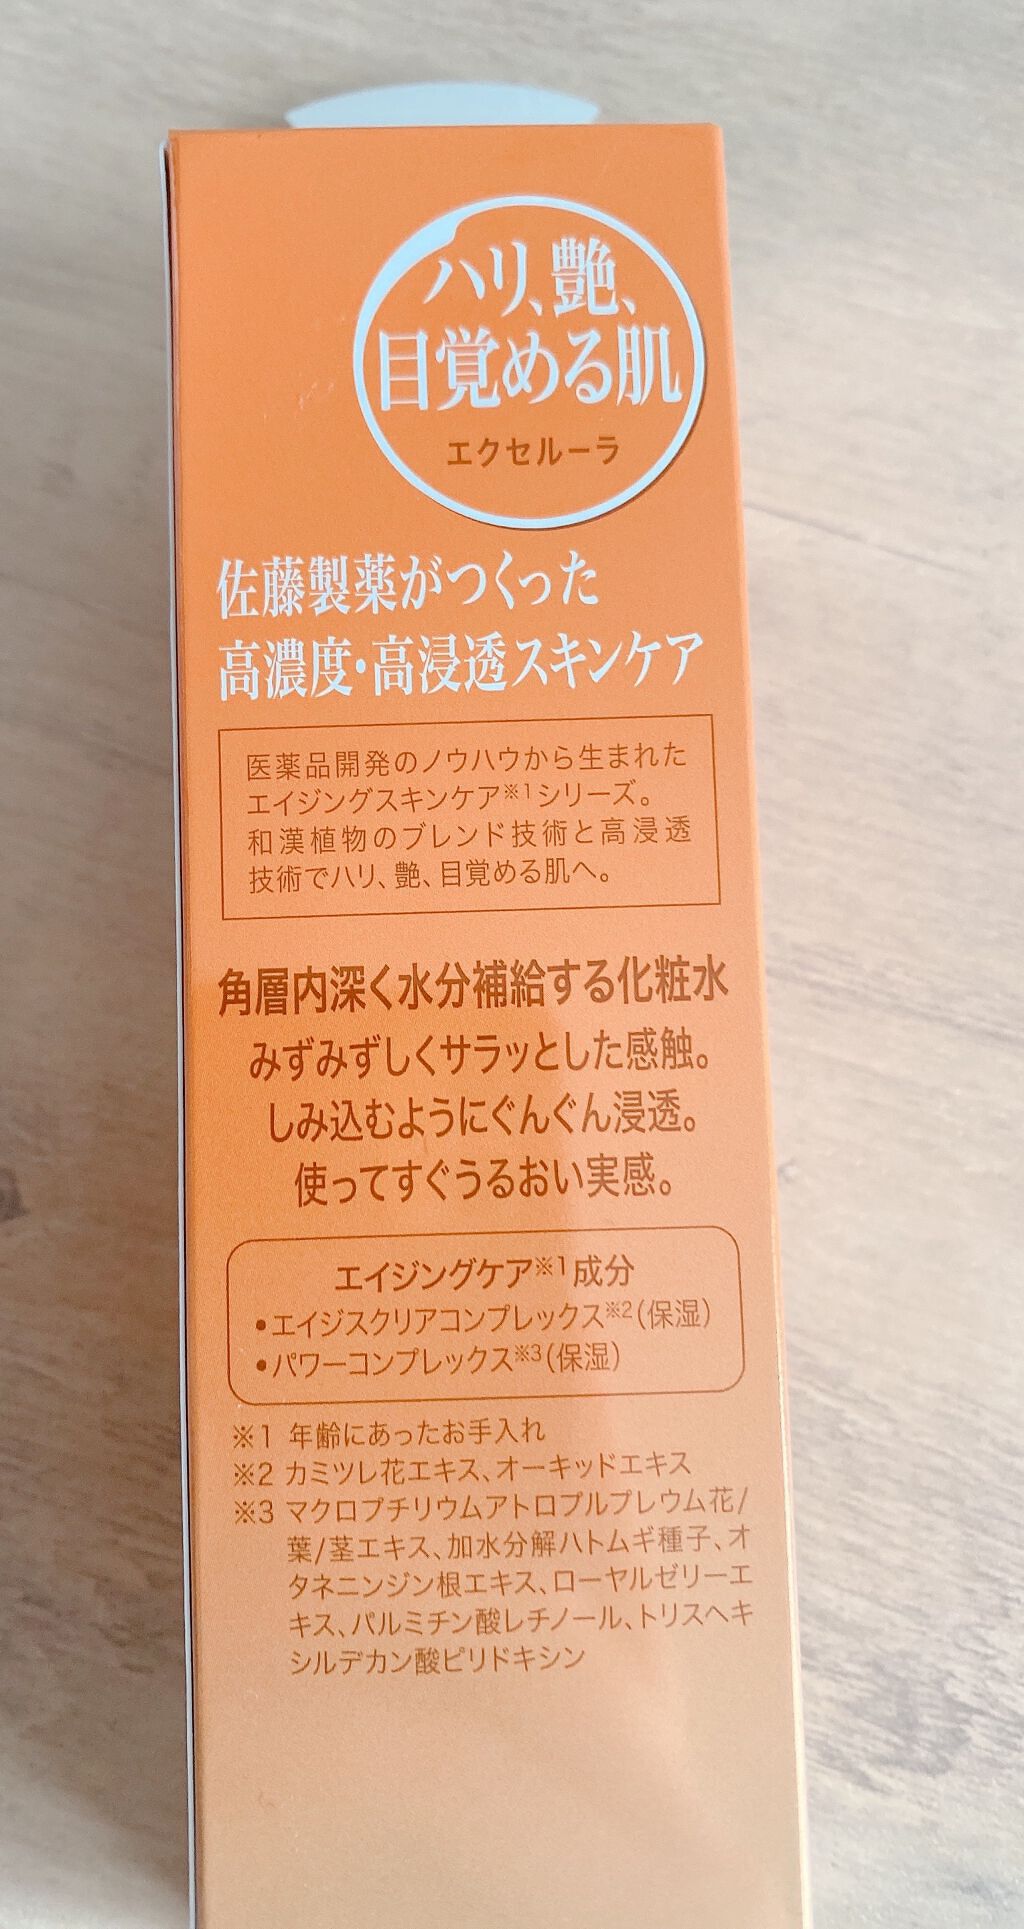 ハリ、艶、
目覚める肌
エクセルーラ
佐藤製薬がつくった
高濃度・高浸透スキンケア
医薬品開発のノウハウから生まれた
エイジングスキンケア※1シリーズ。
和漢植物のブレンド技術と高浸透
技術でハリ、艶、目覚める肌へ。
角層内深く水分補給する化粧水
みずみずしくサラッとした感触。
しみ込むようにぐんぐん浸透。
使ってすぐうるおい実感。
エイジングケア※1成分
•エイジスクリアコンプレックス※2(保湿)
•パワーコンプレックス※3(保湿)
※1 年齢にあったお手入れ
※2 カミツレ花エキス、オーキッドエキス
※3 マクロプチリウムアトロプルプレウム花/
葉/茎エキス、加水分解ハトムギ種子、オ
タネニンジン根エキス、ローヤルゼリーエ
キス、パルミチン酸レチノール、トリスヘキ
シルデカン酸ピリドキシン